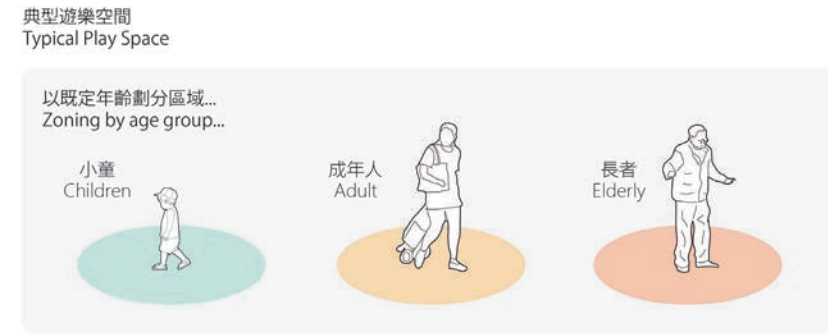 典型遊樂空間
Typical Play Space
以既定年齡劃分區域...
Zoning by age group...
小童
Children
成年人
Adult
長者
Elderly